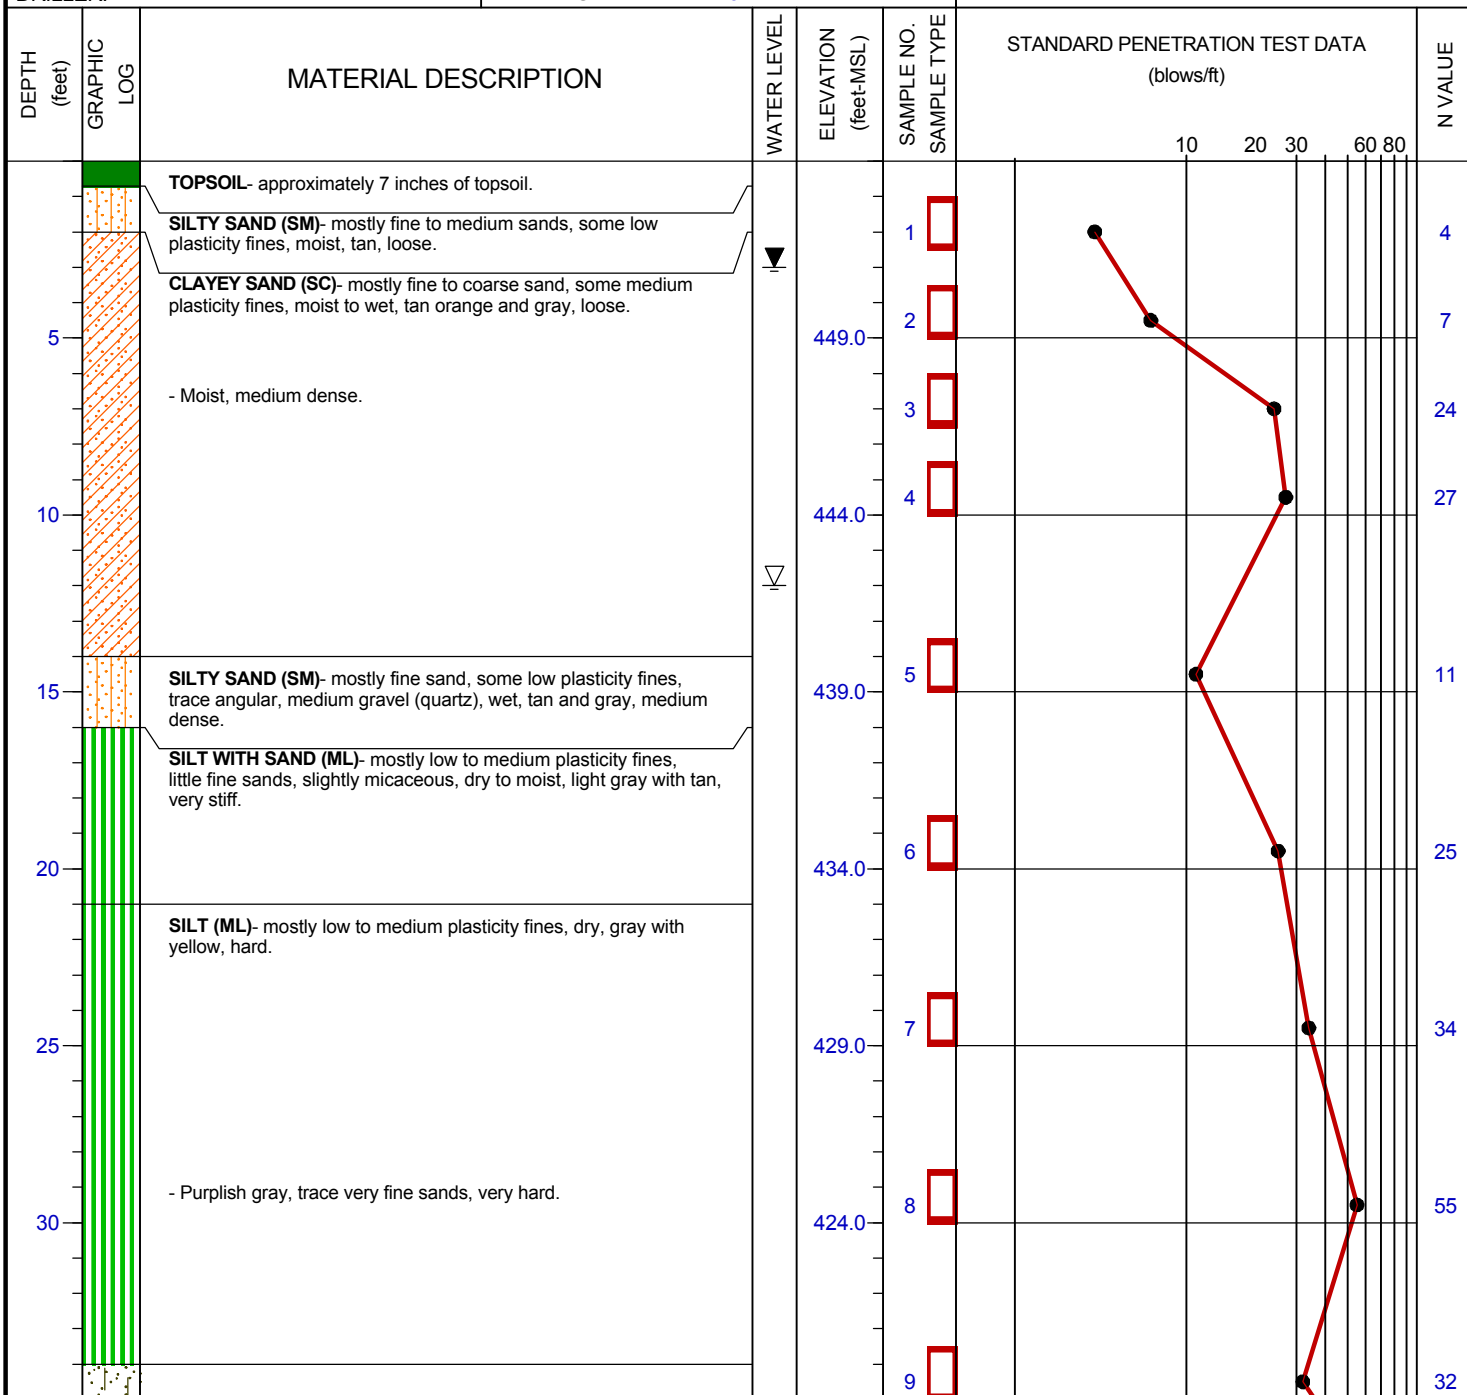 DEPTH
(feet)
GRAPHIC
LOG
MATERIAL DESCRIPTION
WATER LEVEL
ELEVATION
(feet-MSL)
SAMPLE NO.
SAMPLE TYPE
STANDARD PENETRATION TEST DATA
(blows/ft)
N VALUE
10 20 30 60 80
TOPSOIL- approximately 7 inches of topsoil.
SILTY SAND (SM)- mostly fine to medium sands, some low
plasticity fines, moist, tan, loose.
1 4
CLAYEY SAND (SC)- mostly fine to coarse sand, some medium
plasticity fines, moist to wet, tan orange and gray, loose.
2 7
5 449.0
- Moist, medium dense.
3 24
4 27
10 444.0
SILTY SAND (SM)- mostly fine sand, some low plasticity fines,
trace angular, medium gravel (quartz), wet, tan and gray, medium
dense.
5 11
15 439.0
SILT WITH SAND (ML)- mostly low to medium plasticity fines,
little fine sands, slightly micaceous, dry to moist, light gray with tan,
very stiff.
6 25
20 434.0
SILT (ML)- mostly low to medium plasticity fines, dry, gray with
yellow, hard.
7 34
25 429.0
- Purplish gray, trace very fine sands, very hard.
8 55
30 424.0
9 32